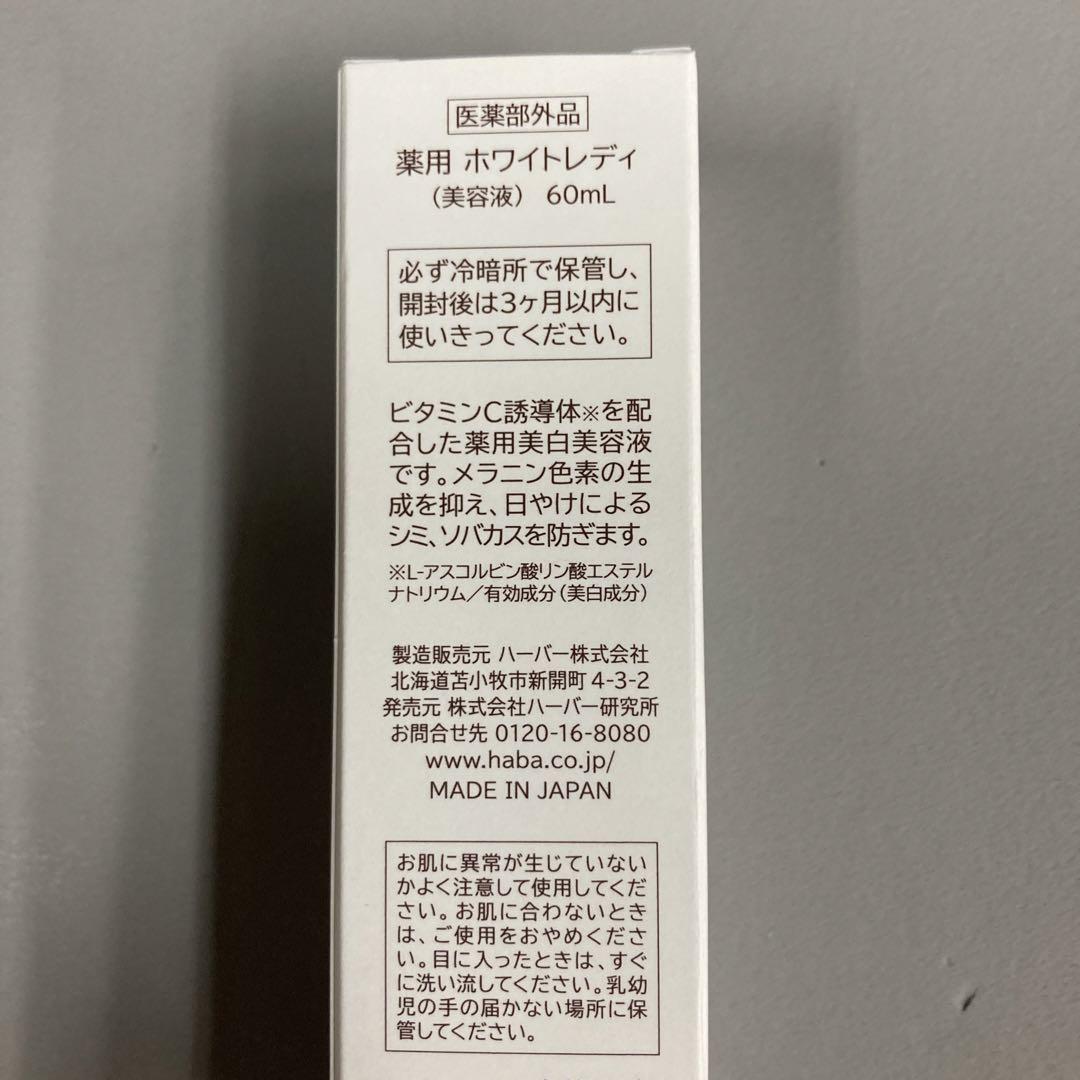 医薬部外品
薬用 ホワイトレディ
（美容液） 60mL
必ず冷暗所で保管し、
開封後は3ヶ月以内に
使いきってください。
ビタミンC誘導体※を配
合した薬用美白美容液
です。メラニン色素の生
成を抑え、日やけによる
シミ、ソバカスを防ぎます。
※L-アスコルビン酸リン酸エステル
ナトリウム／有効成分（美白成分）
製造販売元 ハーバー株式会社
北海道苫小牧市新開町 4-3-2
発売元 株式会社ハーバー研究所
お問合せ先 0120-16-8080
www.haba.co.jp/
MADE IN JAPAN
お肌に異常が生じていない
かよく注意して使用してくだ
さい。お肌に合わないとき
は、ご使用をおやめくださ
い。目に入ったときは、すぐ
に洗い流してください。乳幼
児の手の届かない場所に保
管してください。